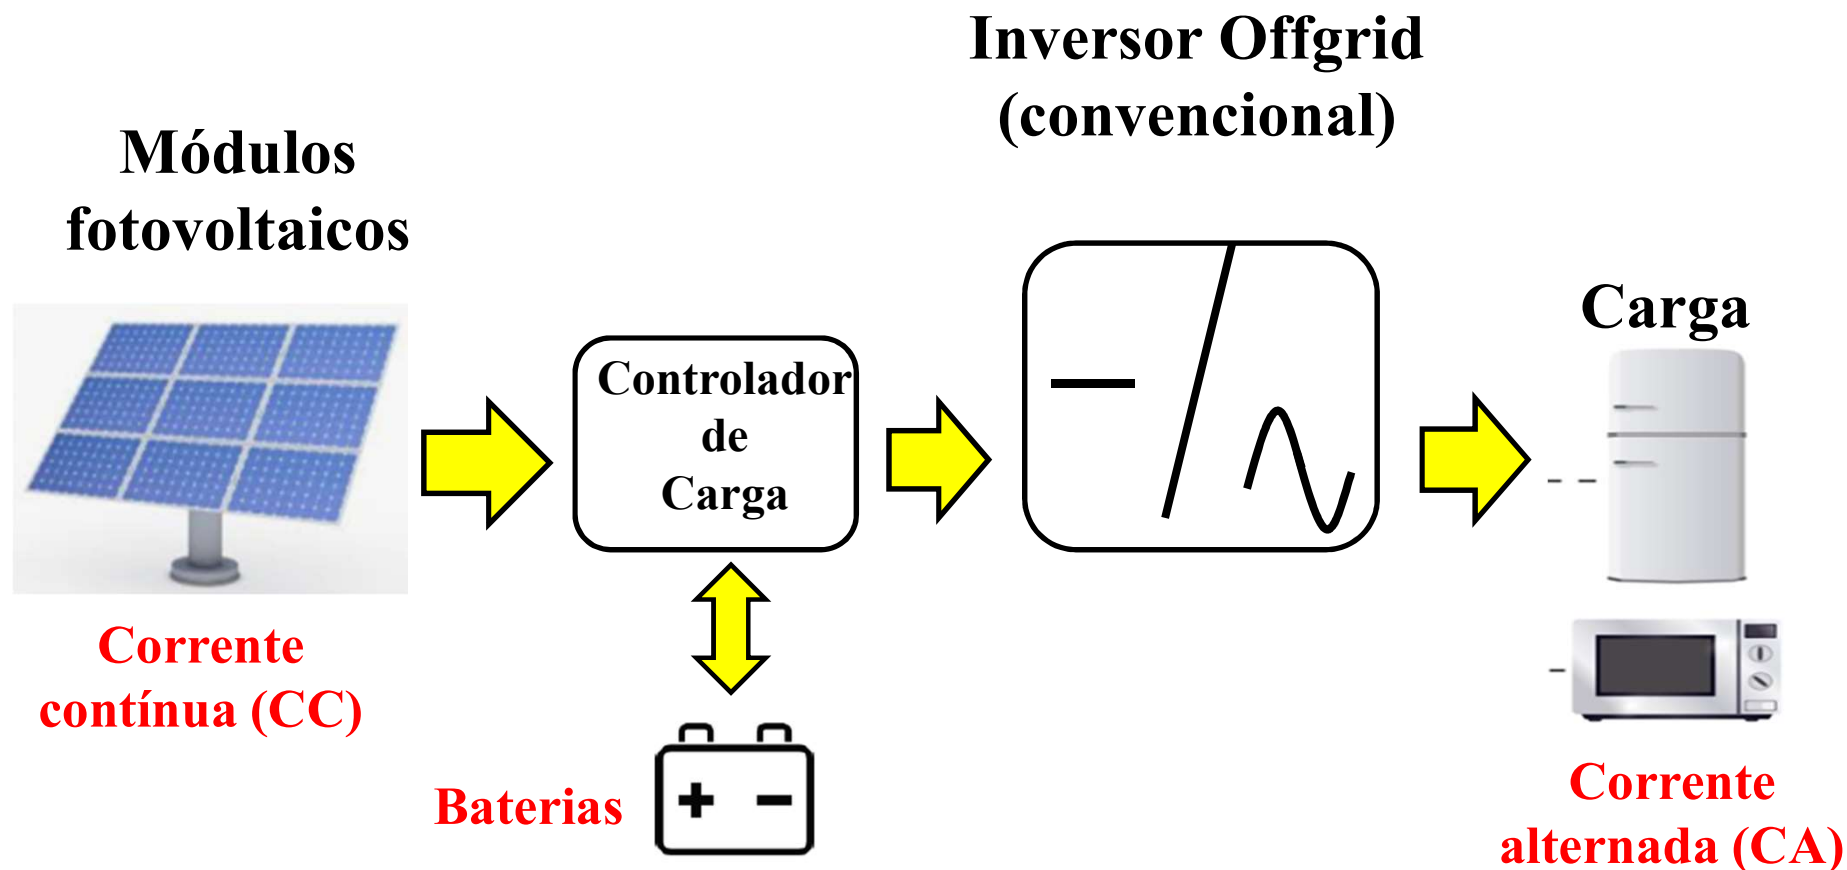 Inversor Offgrid
(convencional)
Módulos
fotovoltaicos
Carga
Controlador
de
Carga
Corrente
contínua (CC)
Baterias
Corrente
alternada (CA)